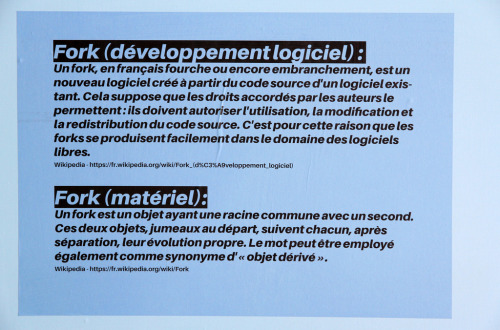 Fork (développement logiciel) :
Un fork, en français fourche ou encore embranchement, est un
nouveau logiciel créé à partir du code source d'un logiciel exis-
tant. Cela suppose que les droits accordés par les auteurs le
permettent : ils doivent autoriser l'utilisation, la modification et
la redistribution du code source. C'est pour cette raison que les
forks se produisent facilement dans le domaine des logiciels
libres.
Wikipedia - https://fr.wikipedia.org/wiki/Fork_(d%C3%A9veloppement_logiciel)
Fork (matériel):
Un fork est un objet ayant une racine commune avec un second.
Ces deux objets, jumeaux au départ, suivent chacun, après
séparation, leur évolution propre. Le mot peut être employé
également comme synonyme d'« objet dérivé ».
Wikipedia - https://fr.wikipedia.org/wiki/Fork